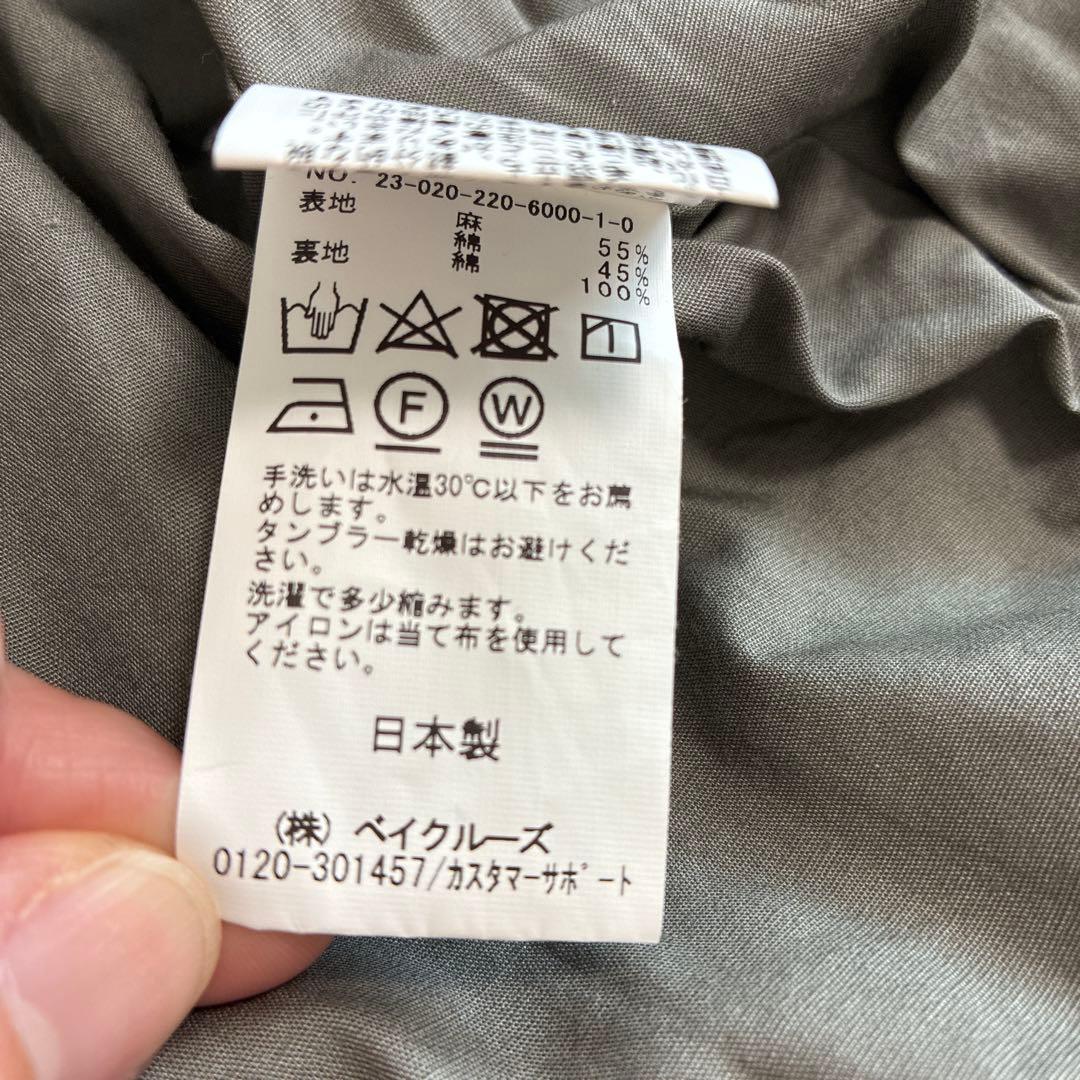 NO. 23-020-220-6000-1-0
表地 麻 55%
綿 45%
裏地 綿 100%
F W
手洗いは水温30℃以下をお薦
めします。
タンブラー乾燥はお避けくだ
さい。
洗濯で多少縮みます。
アイロンは当て布を使用して
ください。
日本製
(株) ベイクルーズ
0120-301457/カスタマーサポート